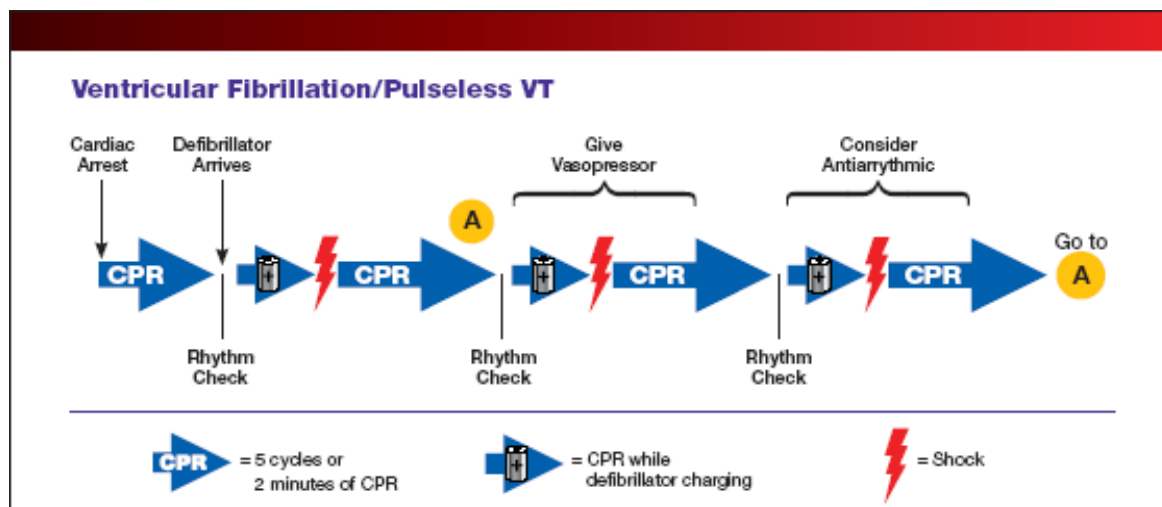 Ventricular Fibrillation/Pulseless VT
Cardiac
Arrest
Defibrillator
Arrives
Give
Vasopressor
Consider
Antiarrythmic
A
Go to
A
CPR
CPR
CPR
CPR
Rhythm
Check
Rhythm
Check
Rhythm
Check
CPR
= 5 cycles or
2 minutes of CPR
= CPR while
defibrillator charging
= Shock